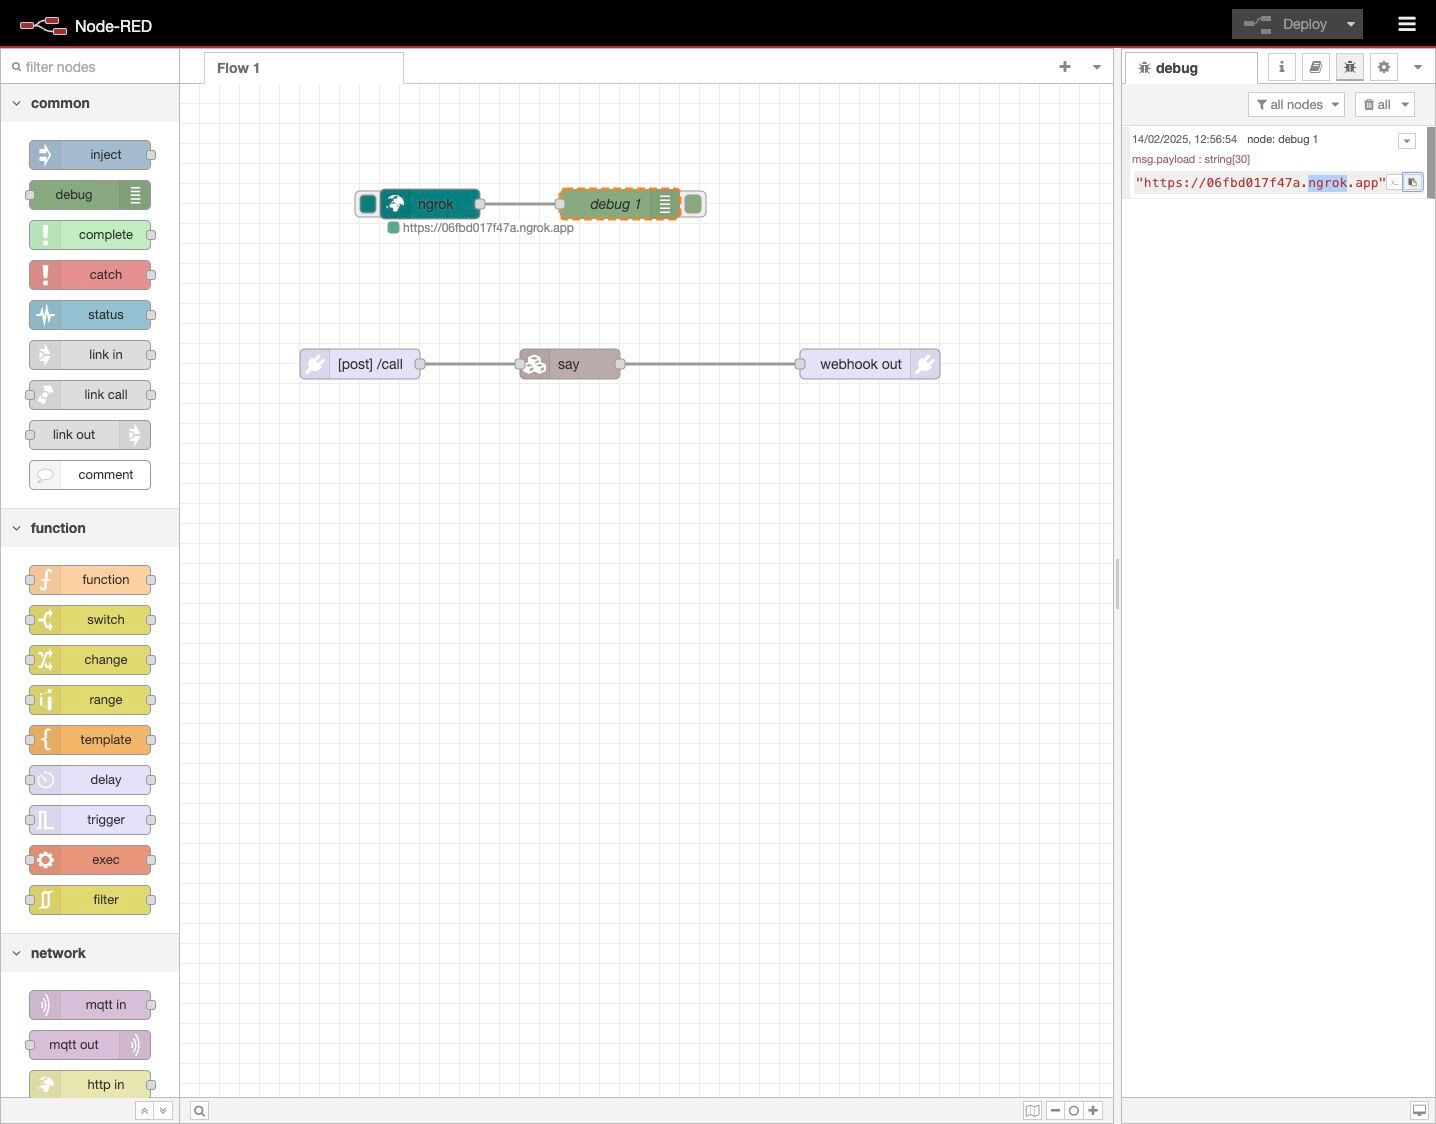 Node-RED
Deploy
filter nodes
Flow 1
debug
common
all nodes
all
inject
14/02/2025, 12:56:54 node: debug 1
msg.payload : string[30]
"https://06fbd017f47a.ngrok.app"
debug
ngrok
debug 1
https://06fbd017f47a.ngrok.app
complete
catch
status
link in
[post] /call
say
webhook out
link call
link out
comment
function
function
switch
change
range
template
delay
trigger
exec
filter
network
mqtt in
mqtt out
http in